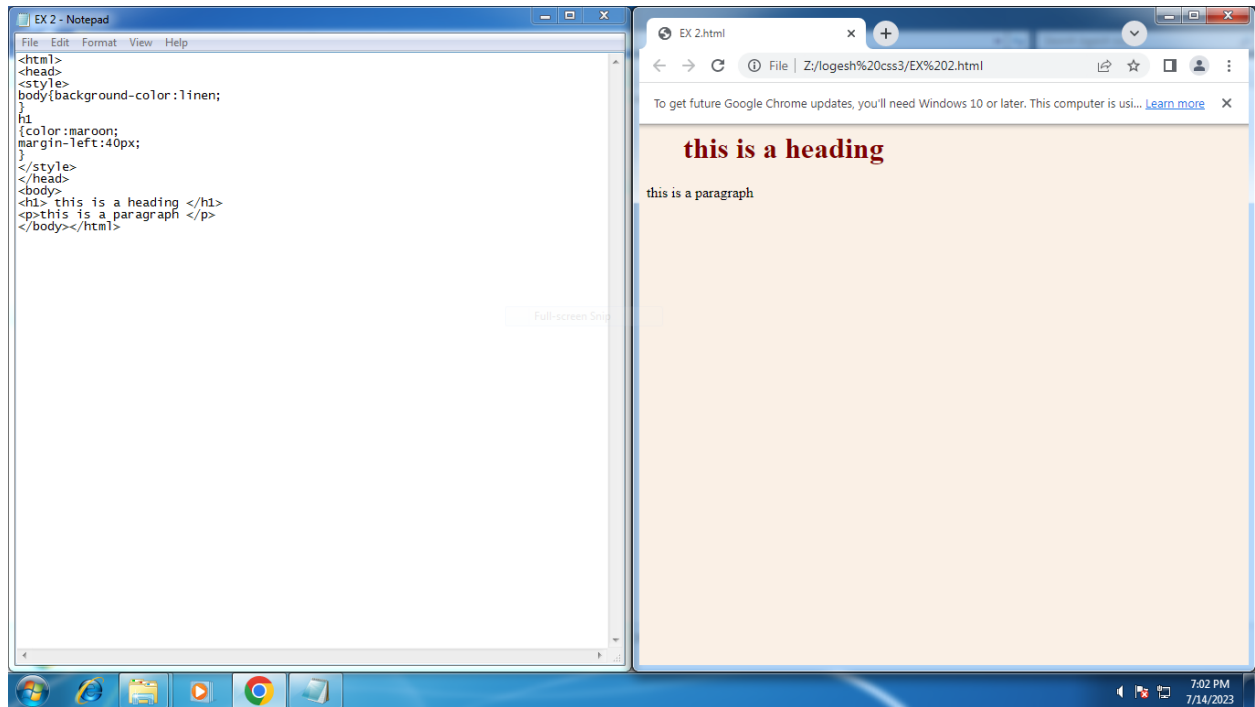 EX 2 - Notepad
File Edit Format View Help
<html>
<head>
<style>
body{background-color:linen;
}
h1
{color:maroon;
margin-left:40px;
}
</style>
</head>
<body>
<h1> this is a heading </h1>
<p>this is a paragraph </p>
</body></html>
Full-screen Snip
EX 2.html
File Z:/logesh%20css3/EX%202.html
To get future Google Chrome updates, you'll need Windows 10 or later. This computer is usi... Learn more
this is a heading
this is a paragraph
7:02 PM
7/14/2023